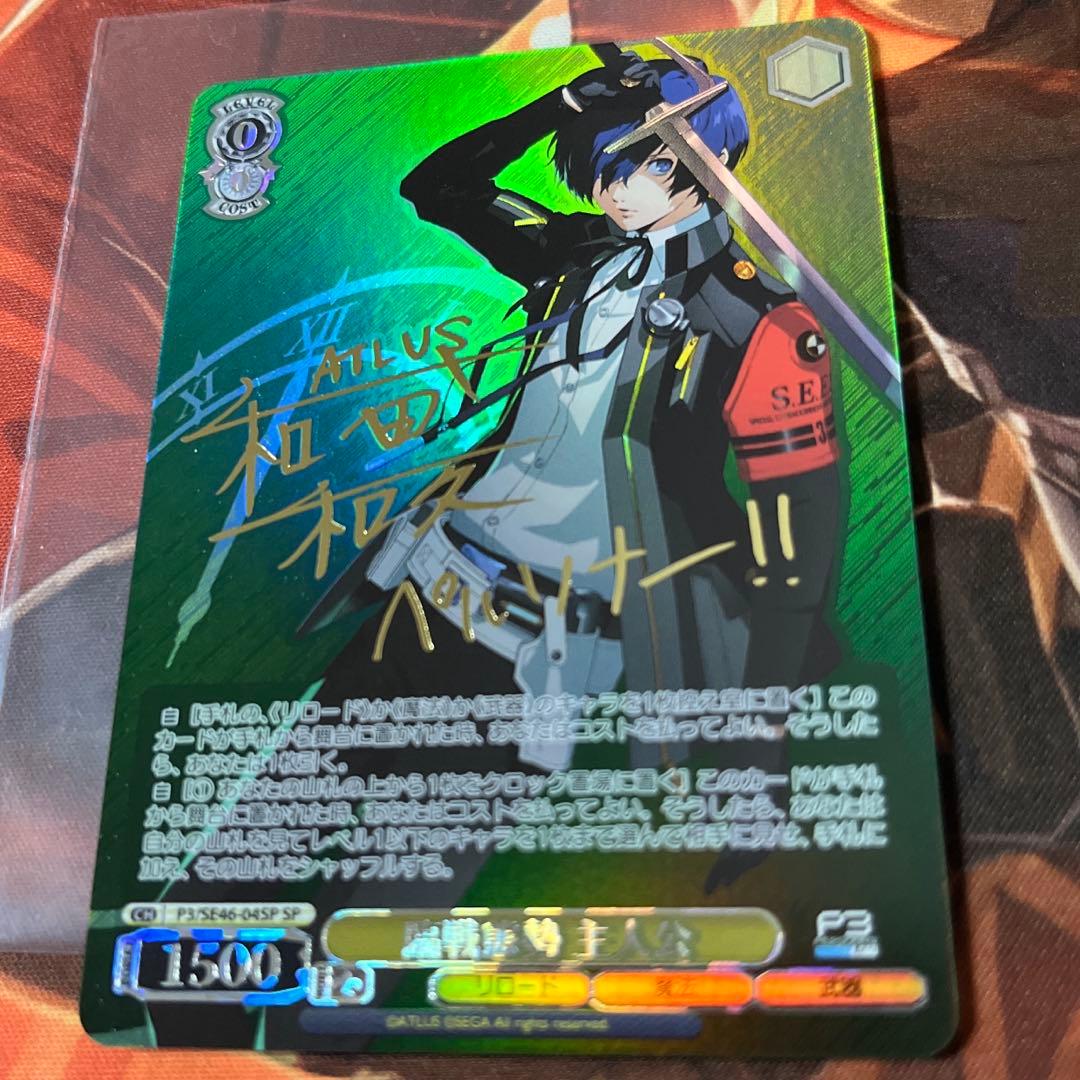 LEVEL
0
0
COST
XI
XII
ATLUS
和田
和久
ペルソナー!!
S.E.E
3
自【手札の、《リロード》か《魔法》か《武器》のキャラを1枚控え室に置く】この
カードが手札から舞台に置かれた時、あなたはコストを払ってよい。そうした
ら、あなたは1枚引く。
自【① あなたの山札の上から1枚をクロック置場に置く】このカードが手札
から舞台に置かれた時、あなたはコストを払ってよい。そうしたら、あなたは
自分の山札を見てレベル1以下のキャラを1枚まで選んで相手に見せ、手札に
加え、その山札をシャッフルする。
CH P3/SE46-04SP SP
臨戦態勢 主人公
P3
1500
リロード 魔法 武器
©ATLUS ©SEGA All rights reserved.